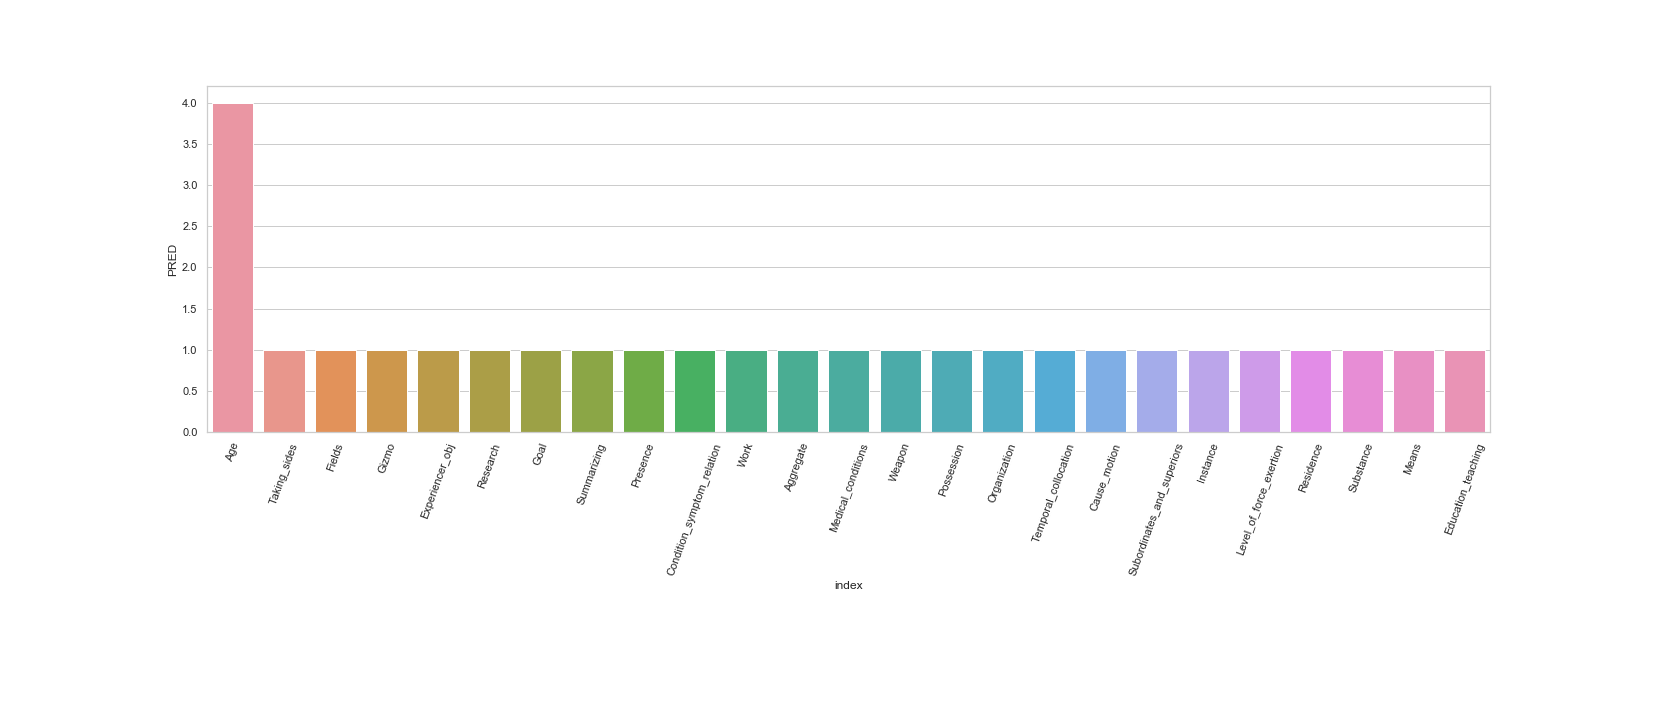 4.0
3.5
3.0
2.5
2.0
1.5
1.0
0.5
0.0
PRED
Age
Taking_sides
Fields
Gizmo
Experiencer_obj
Research
Goal
Summarizing
Presence
Condition_symptom_relation
Work
Aggregate
Medical_conditions
Weapon
Possession
Organization
Temporal_collocation
Cause_motion
Subordinates_and_superiors
Instance
Level_of_force_exertion
Residence
Substance
Means
Education_teaching
index